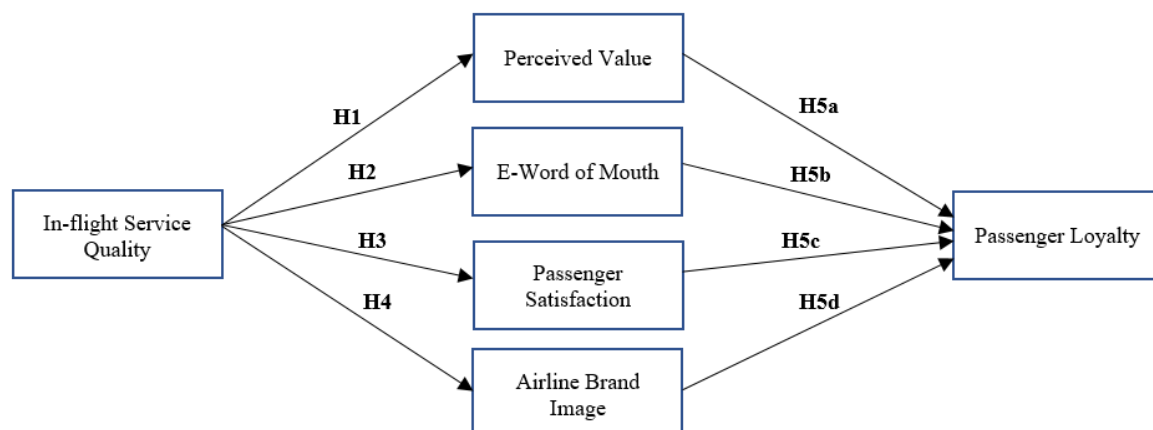 Perceived Value
H1
H5a
H2
E-Word of Mouth
H5b
In-flight Service
Quality
H3
Passenger
Satisfaction
H5c
Passenger Loyalty
H4
H5d
Airline Brand
Image